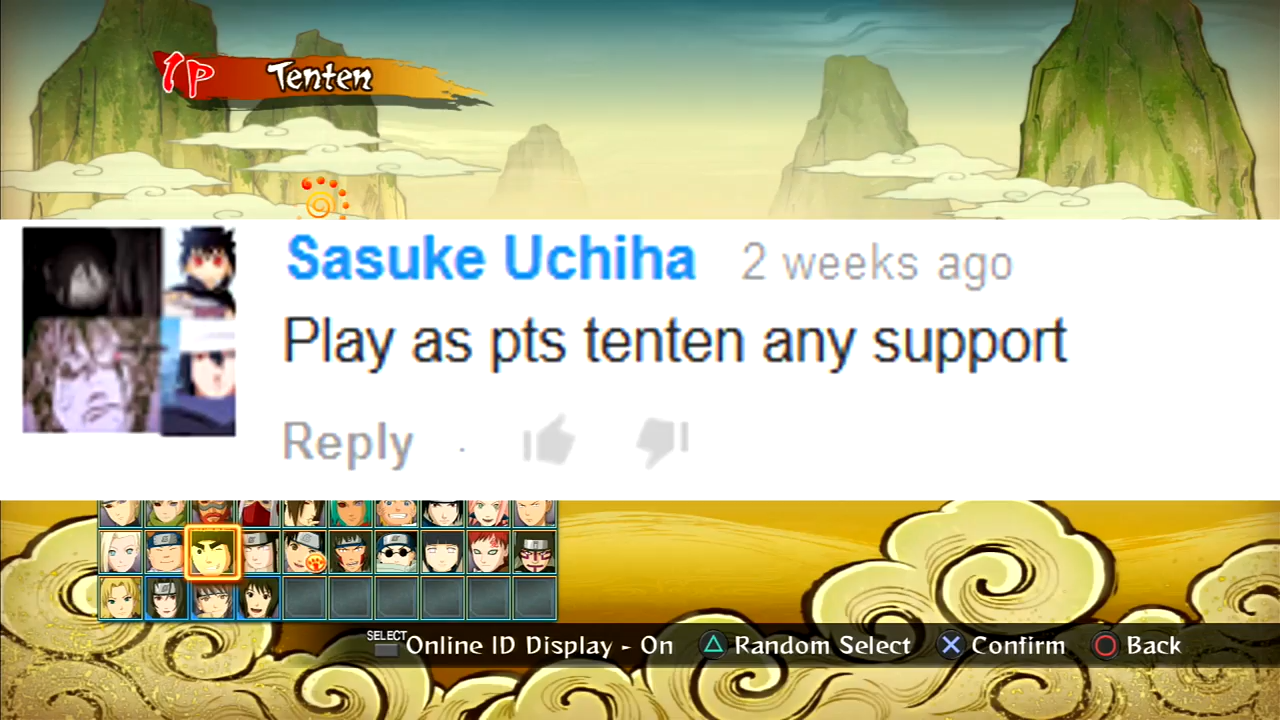 1P Tenten
Sasuke Uchiha 2 weeks ago
Play as pts tenten any support
Reply ·
SELECT Online ID Display - On Random Select Confirm Back